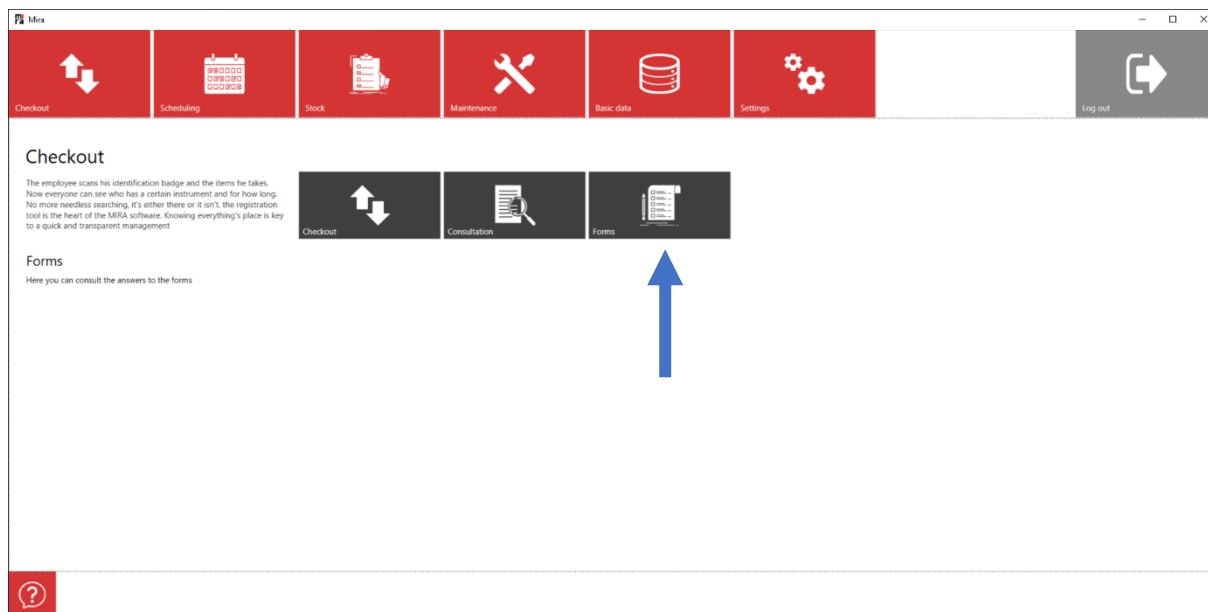 Mira
Checkout
Scheduling
Stock
Maintenance
Basic data
Settings
Log out
Checkout
The employee scans his identification badge and the items he takes.
Now everyone can see who has a certain instrument and for how long.
No more needless searching, it's either there or it isn't. the registration
tool is the heart of the MIRA software. Knowing everything's place is key
to a quick and transparent management
Checkout
Consultation
Forms
Forms
Here you can consult the answers to the forms